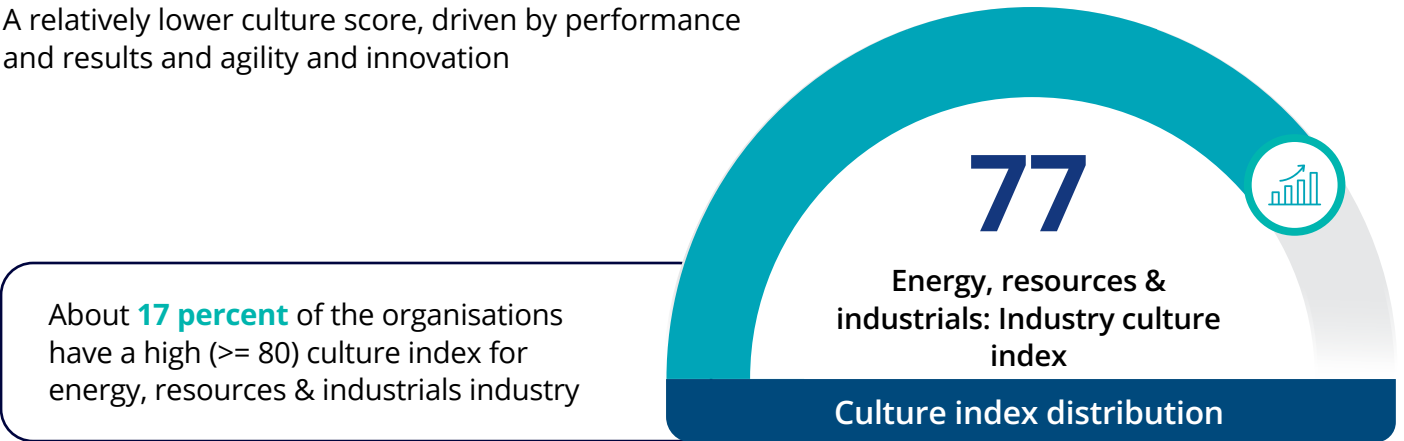 A relatively lower culture score, driven by performance
and results and agility and innovation
77
Energy, resources &
industrials: Industry culture
index
About 17 percent of the organisations
have a high (>= 80) culture index for
energy, resources & industrials industry
Culture index distribution